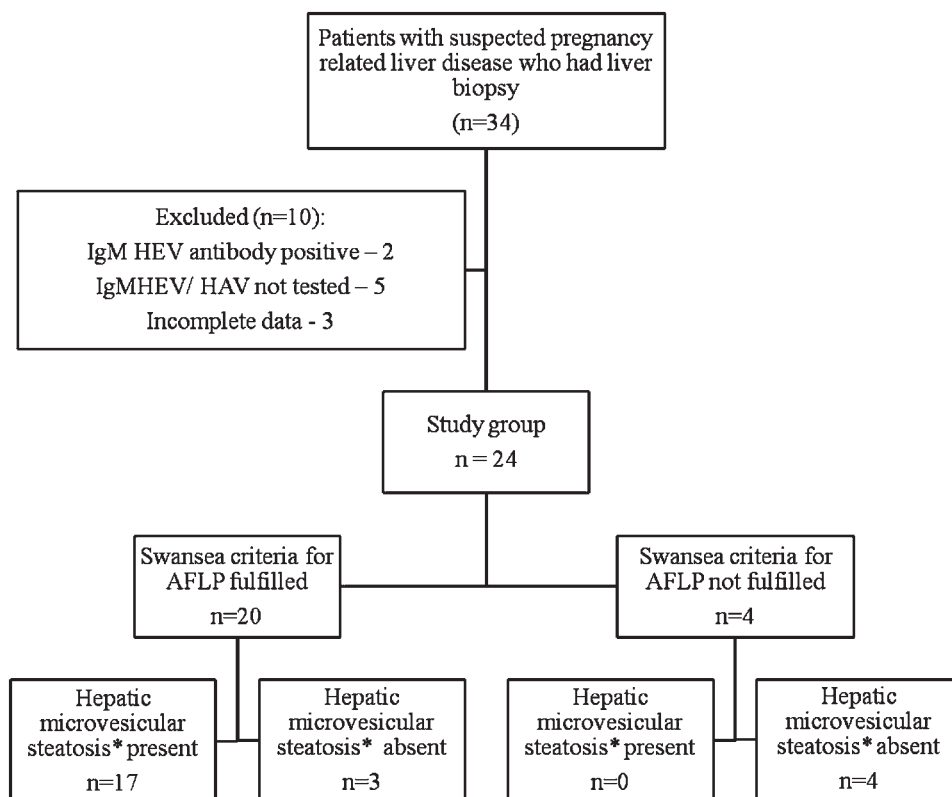 Patients with suspected pregnancy
related liver disease who had liver
biopsy
(n=34)
Excluded (n=10):
IgM HEV antibody positive – 2
IgMHEV/ HAV not tested – 5
Incomplete data - 3
Study group
n = 24
Swansea criteria for
AFLP fulfilled
n=20
Swansea criteria for
AFLP not fulfilled
n=4
Hepatic
microvesicular
steatosis* present
n=17
Hepatic
microvesicular
steatosis* absent
n=3
Hepatic
microvesicular
steatosis* present
n=0
Hepatic
microvesicular
steatosis* absent
n=4